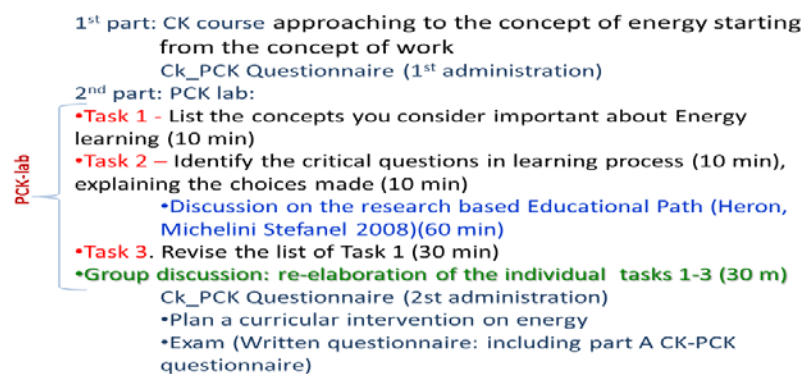 1st part: CK course approaching to the concept of energy starting
from the concept of work
Ck_PCK Questionnaire (1st administration)
2nd part: PCK lab:
•Task 1 - List the concepts you consider important about Energy
learning (10 min)
•Task 2 – Identify the critical questions in learning process (10 min),
explaining the choices made (10 min)
•Discussion on the research based Educational Path (Heron,
Michelini Stefanel 2008)(60 min)
•Task 3. Revise the list of Task 1 (30 min)
•Group discussion: re-elaboration of the individual tasks 1-3 (30 m)
Ck_PCK Questionnaire (2st administration)
•Plan a curricular intervention on energy
•Exam (Written questionnaire: including part A CK-PCK
questionnaire)
PCK-lab